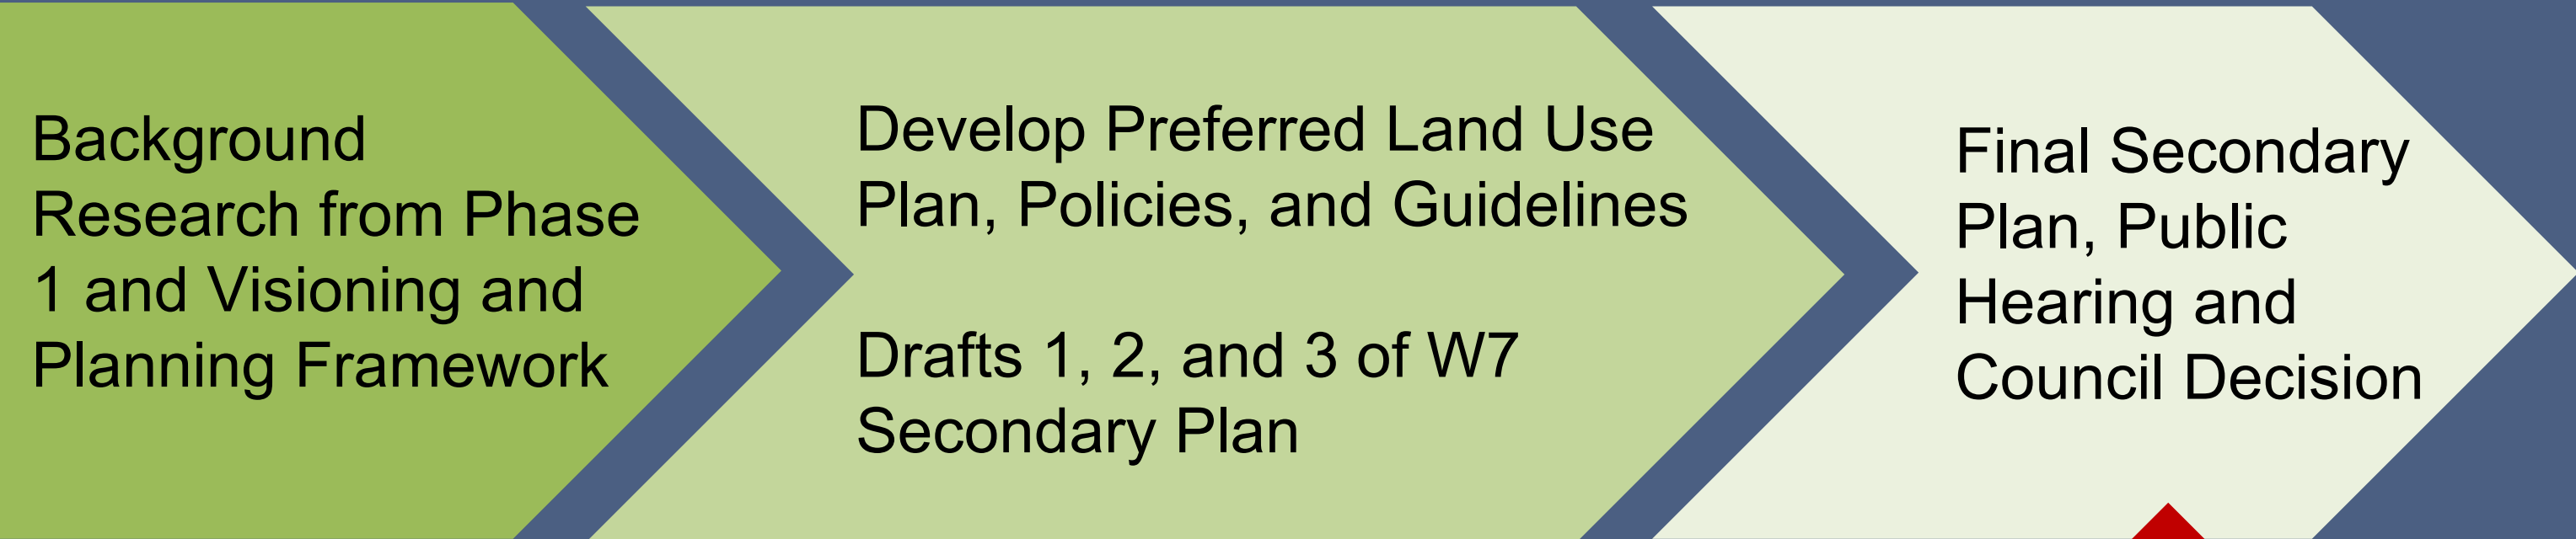 Background
Research from Phase
1 and Visioning and
Planning Framework
Develop Preferred Land Use
Plan, Policies, and Guidelines
Drafts 1, 2, and 3 of W7
Secondary Plan
Final Secondary
Plan, Public
Hearing and
Council Decision